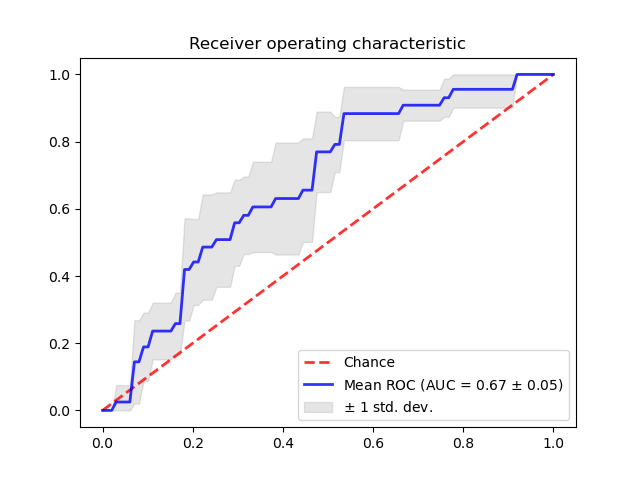 Receiver operating characteristic
1.0
0.8
0.6
0.4
0.2
0.0
Chance
Mean ROC (AUC = 0.67 ± 0.05)
± 1 std. dev.
0.0 0.2 0.4 0.6 0.8 1.0